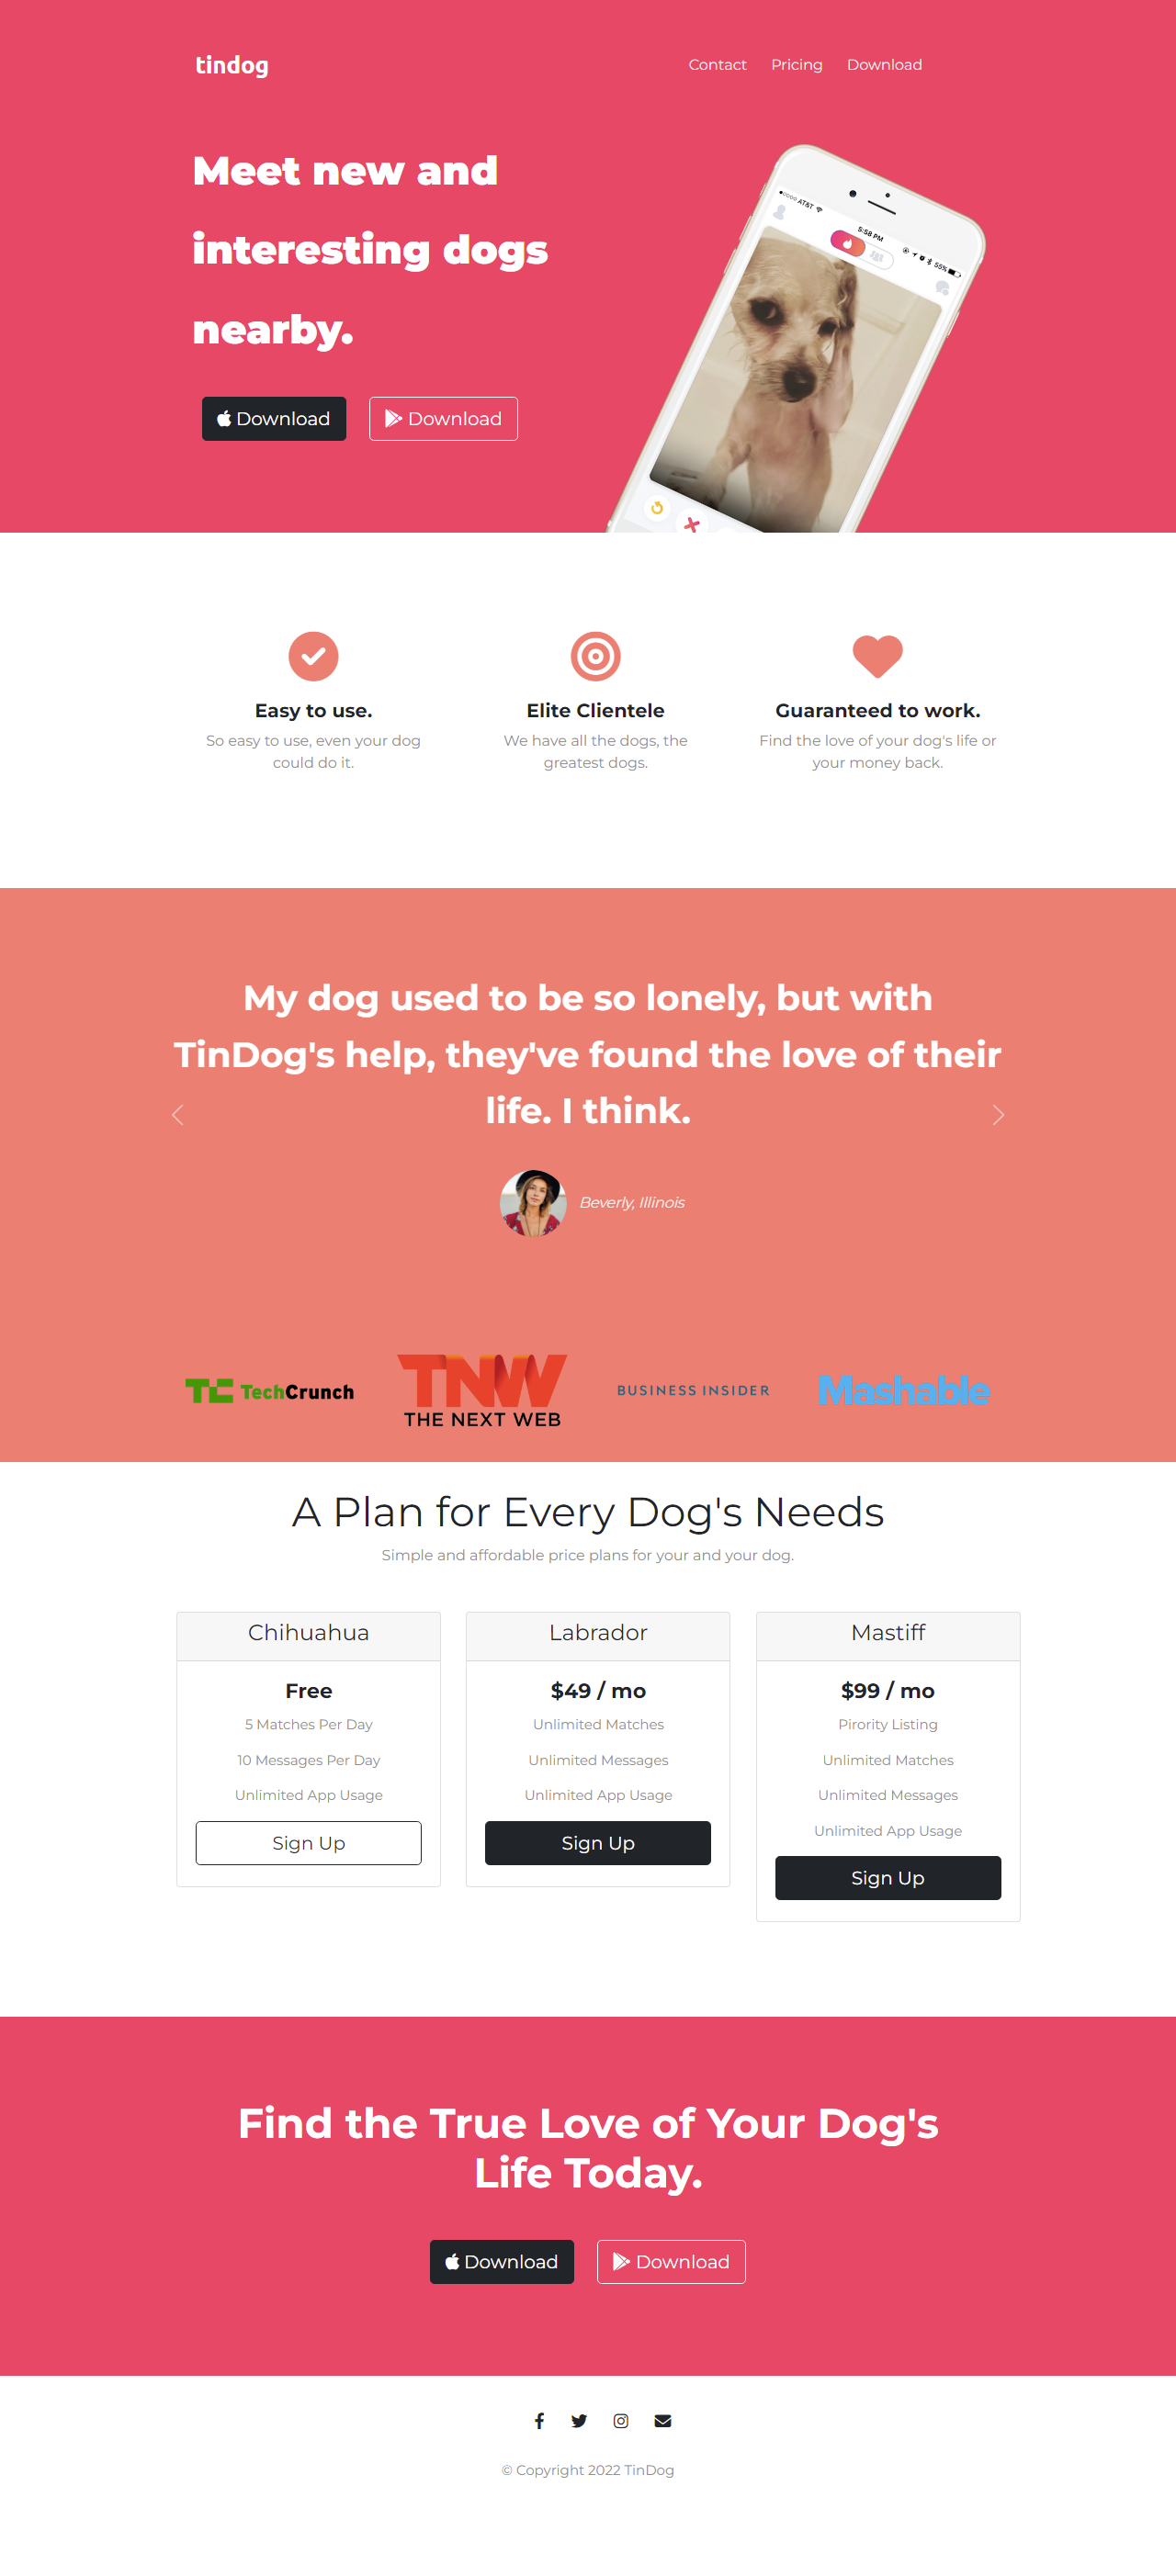 tindog
Contact Pricing Download
Meet new and
interesting dogs
nearby.
Download Download
AT&T
5:58 PM
55%
Easy to use.
So easy to use, even your dog
could do it.
Elite Clientele
We have all the dogs, the
greatest dogs.
Guaranteed to work.
Find the love of your dog's life or
your money back.
My dog used to be so lonely, but with
TinDog's help, they've found the love of their
life. I think.
Beverly, Illinois
TC TechCrunch
TNW
THE NEXT WEB
BUSINESS INSIDER
Mashable
A Plan for Every Dog's Needs
Simple and affordable price plans for your and your dog.
Chihuahua
Free
5 Matches Per Day
10 Messages Per Day
Unlimited App Usage
Sign Up
Labrador
$49 / mo
Unlimited Matches
Unlimited Messages
Unlimited App Usage
Sign Up
Mastiff
$99 / mo
Pirority Listing
Unlimited Matches
Unlimited Messages
Unlimited App Usage
Sign Up
Find the True Love of Your Dog's
Life Today.
Download Download
© Copyright 2022 TinDog